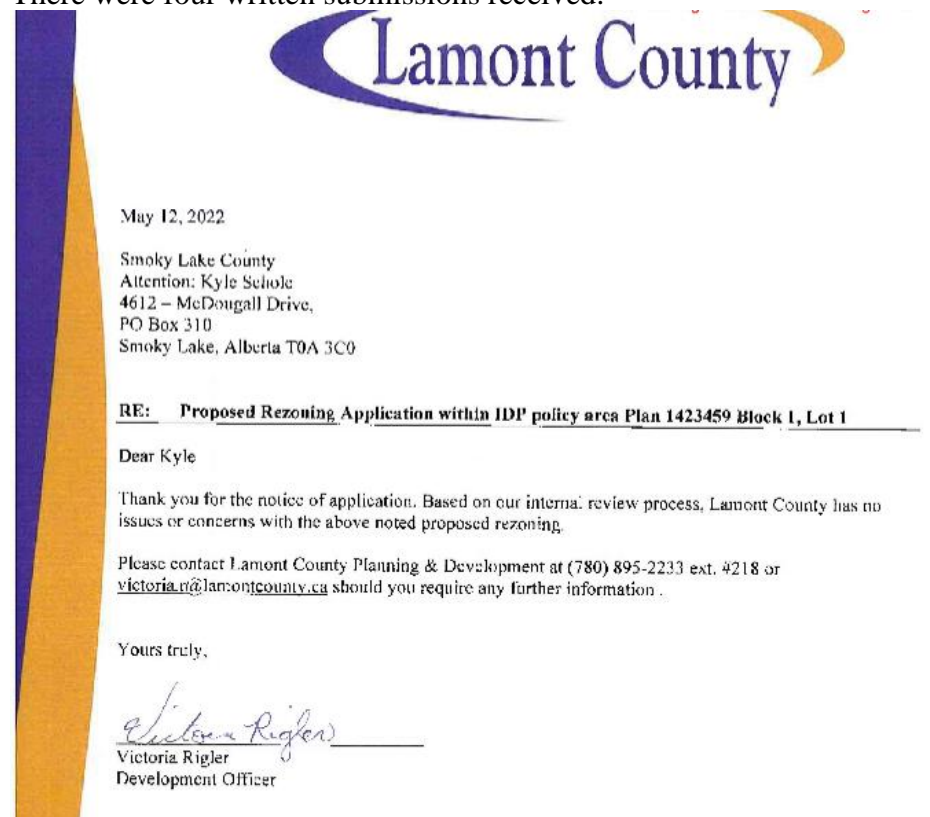 There were four written submissions received.
Lamont County
May 12, 2022
Smoky Lake County
Attention: Kyle Schole
4612 – McDougall Drive,
PO Box 310
Smoky Lake, Alberta T0A 3C0
RE: Proposed Rezoning Application within IDP policy area Plan 1423459 Block 1, Lot 1
Dear Kyle
Thank you for the notice of application. Based on our internal review process, Lamont County has no
issues or concerns with the above noted proposed rezoning.
Please contact Lamont County Planning & Development at (780) 895-2233 ext. #218 or
victoria.r@lamontcounty.ca should you require any further information .
Yours truly,
Victoria Rigler
Victoria Rigler
Development Officer